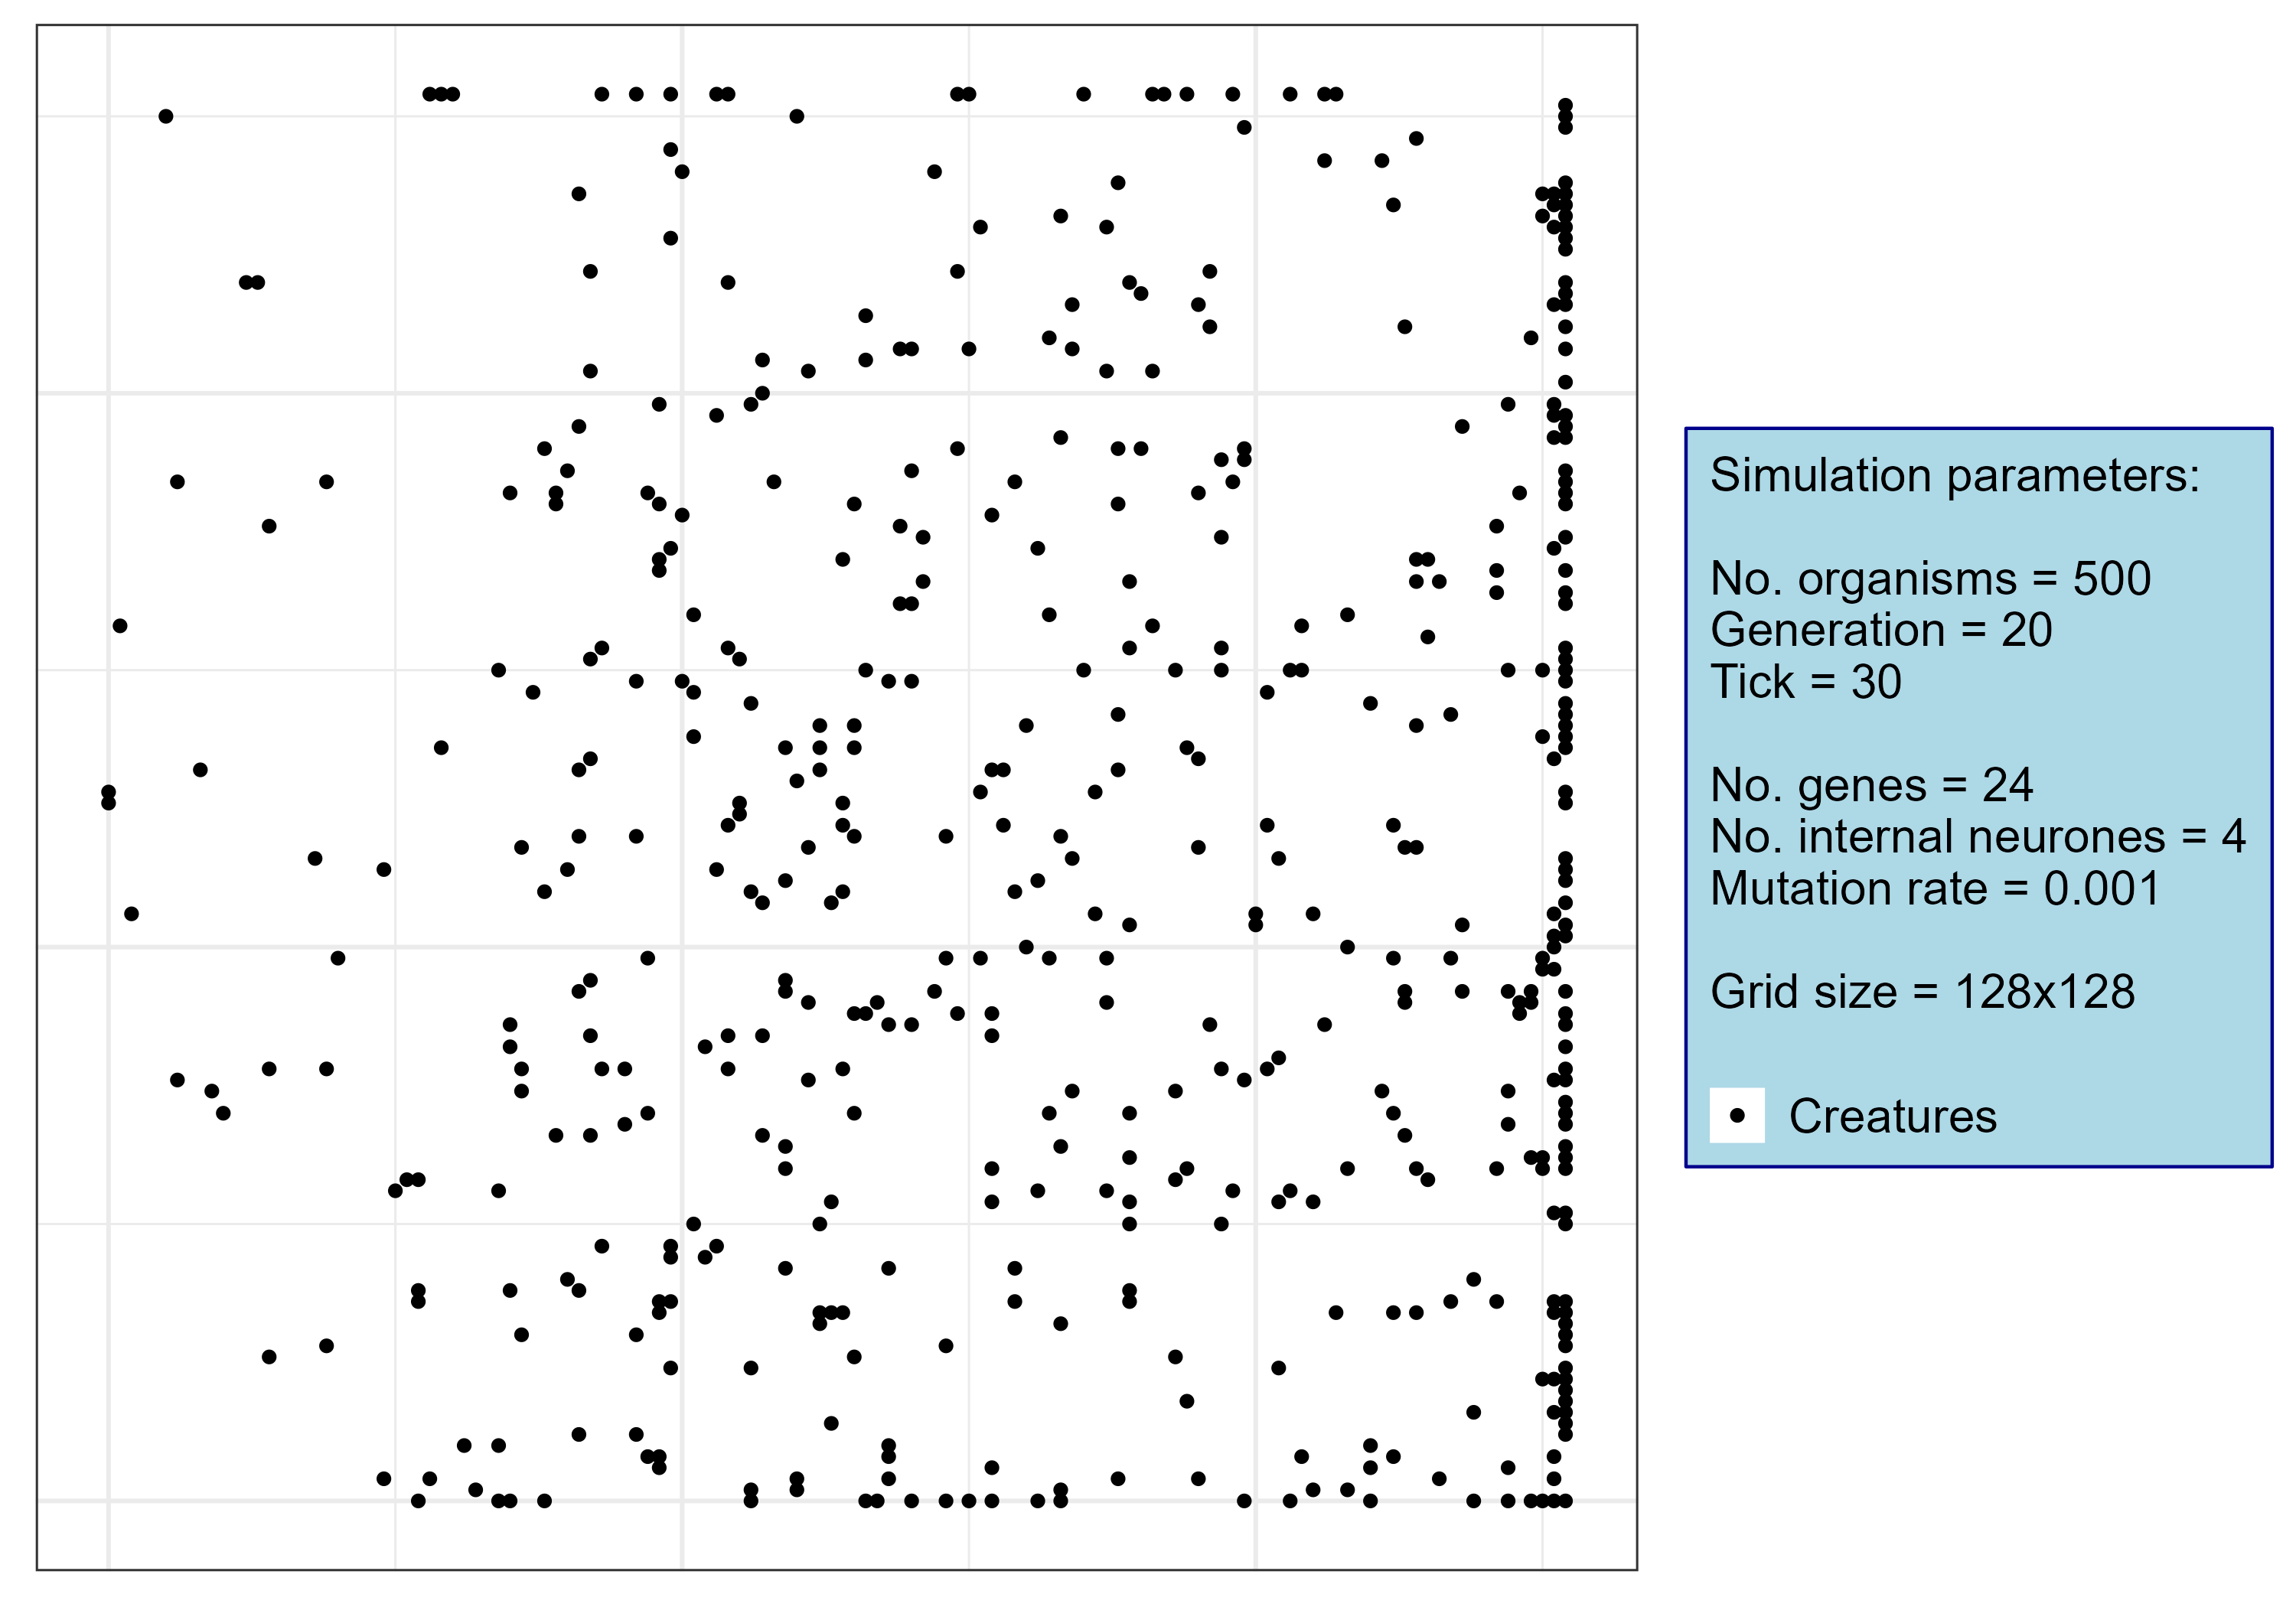 Simulation parameters:
No. organisms = 500
Generation = 20
Tick = 30
No. genes = 24
No. internal neurones = 4
Mutation rate = 0.001
Grid size = 128x128
Creatures